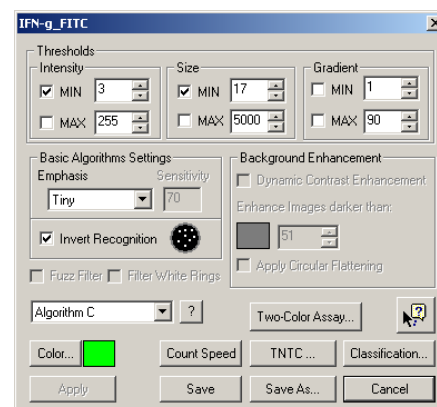 IFN-g_FITC
Thresholds
Intensity
MIN 3
MAX 255
Size
MIN 17
MAX 5000
Gradient
MIN 1
MAX 90
Basic Algorithms Settings
Emphasis Sensitivity
Tiny 70
Invert Recognition
Fuzz Filter Filter White Rings
Background Enhancement
Dynamic Contrast Enhancement
Enhance Images darker than:
51
Apply Circular Flattening
Algorithm C ? Two-Color Assay... ?
Color... Count Speed TNTC ... Classification...
Apply Save Save As... Cancel